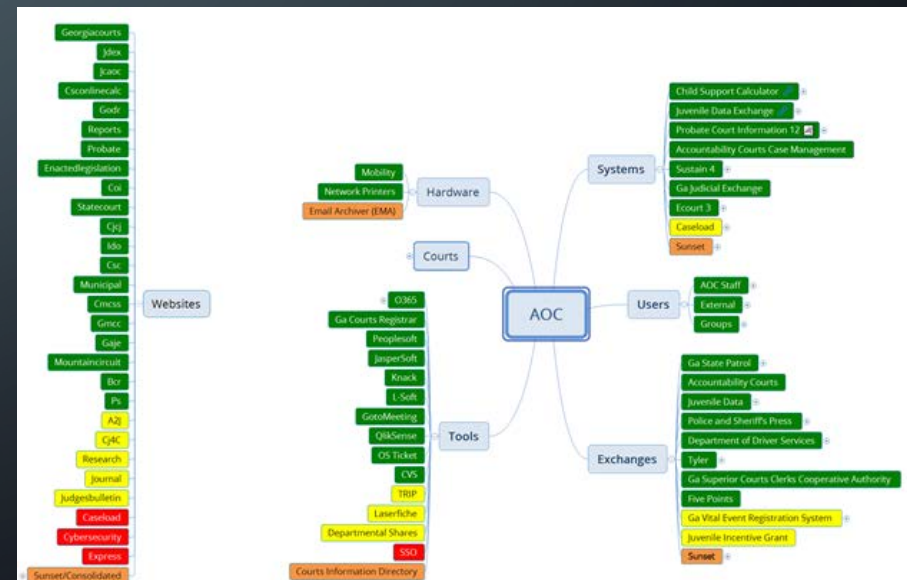 Georgiacourts
Jdex
Jcaoc
Csconlinecalc
Godr
Reports
Probate
Enactedlegislation
Coi
Statecourt
Cjcj
Ido
Csc
Municipal
Cmcss
Gmcc
Gaje
Mountaincircuit
Bcr
Ps
A2J
Cj4C
Research
Journal
Judgesbulletin
Caseload
Cybersecurity
Express
Sunset/Consolidated
Websites
Mobility
Network Printers
Email Archiver (EMA)
Hardware
Courts
O365
Ga Courts Registrar
Peoplesoft
JasperSoft
Knack
L-Soft
GotoMeeting
QlikSense
OS Ticket
CVS
TRIP
Laserfiche
Departmental Shares
SSO
Courts Information Directory
Tools
AOC
Systems
Child Support Calculator
Juvenile Data Exchange
Probate Court Information 12
Accountability Courts Case Management
Sustain 4
Ga Judicial Exchange
Ecourt 3
Caseload
Sunset
Users
AOC Staff
External
Groups
Exchanges
Ga State Patrol
Accountability Courts
Juvenile Data
Police and Sheriff's Press
Department of Driver Services
Tyler
Ga Superior Courts Clerks Cooperative Authority
Five Points
Ga Vital Event Registration System
Juvenile Incentive Grant
Sunset